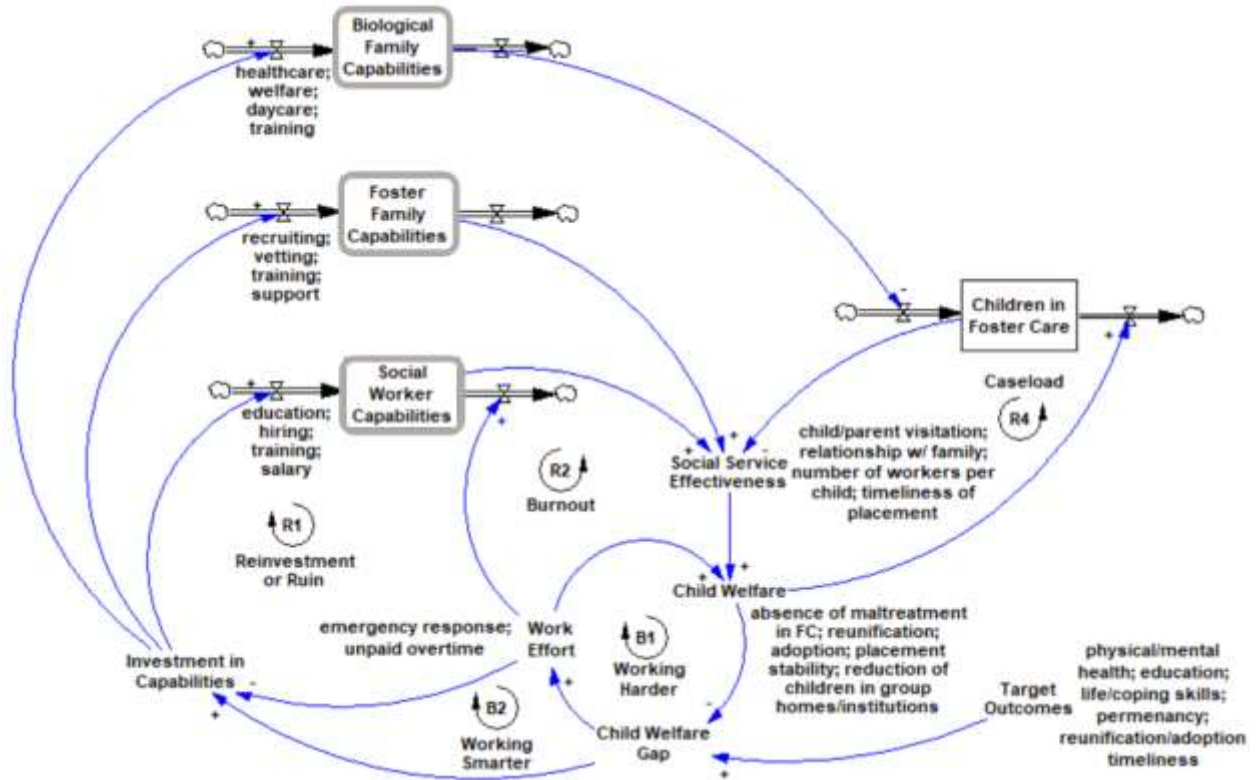 Biological
Family
Capabilities
+
healthcare;
welfare;
daycare;
training
Foster
Family
Capabilities
+
recruiting;
vetting;
training;
support
-
Children in
Foster Care
+
Social
Worker
Capabilities
+
+
education;
hiring;
training;
salary
Caseload
R4
R2
Burnout
+
+
-
Social Service
Effectiveness
child/parent visitation;
relationship w/ family;
number of workers per
child; timeliness of
placement
R1
Reinvestment
or Ruin
+
+
Child Welfare
absence of maltreatment
in FC; reunification;
adoption; placement
stability; reduction of
children in group
homes/institutions
emergency response;
unpaid overtime
Work
Effort
+
B1
Working
Harder
Investment in
Capabilities
-
+
B2
Working
Smarter
-
Child Welfare
Gap
+
Target
Outcomes
physical/mental
health; education;
life/coping skills;
permenancy;
reunification/adoption
timeliness